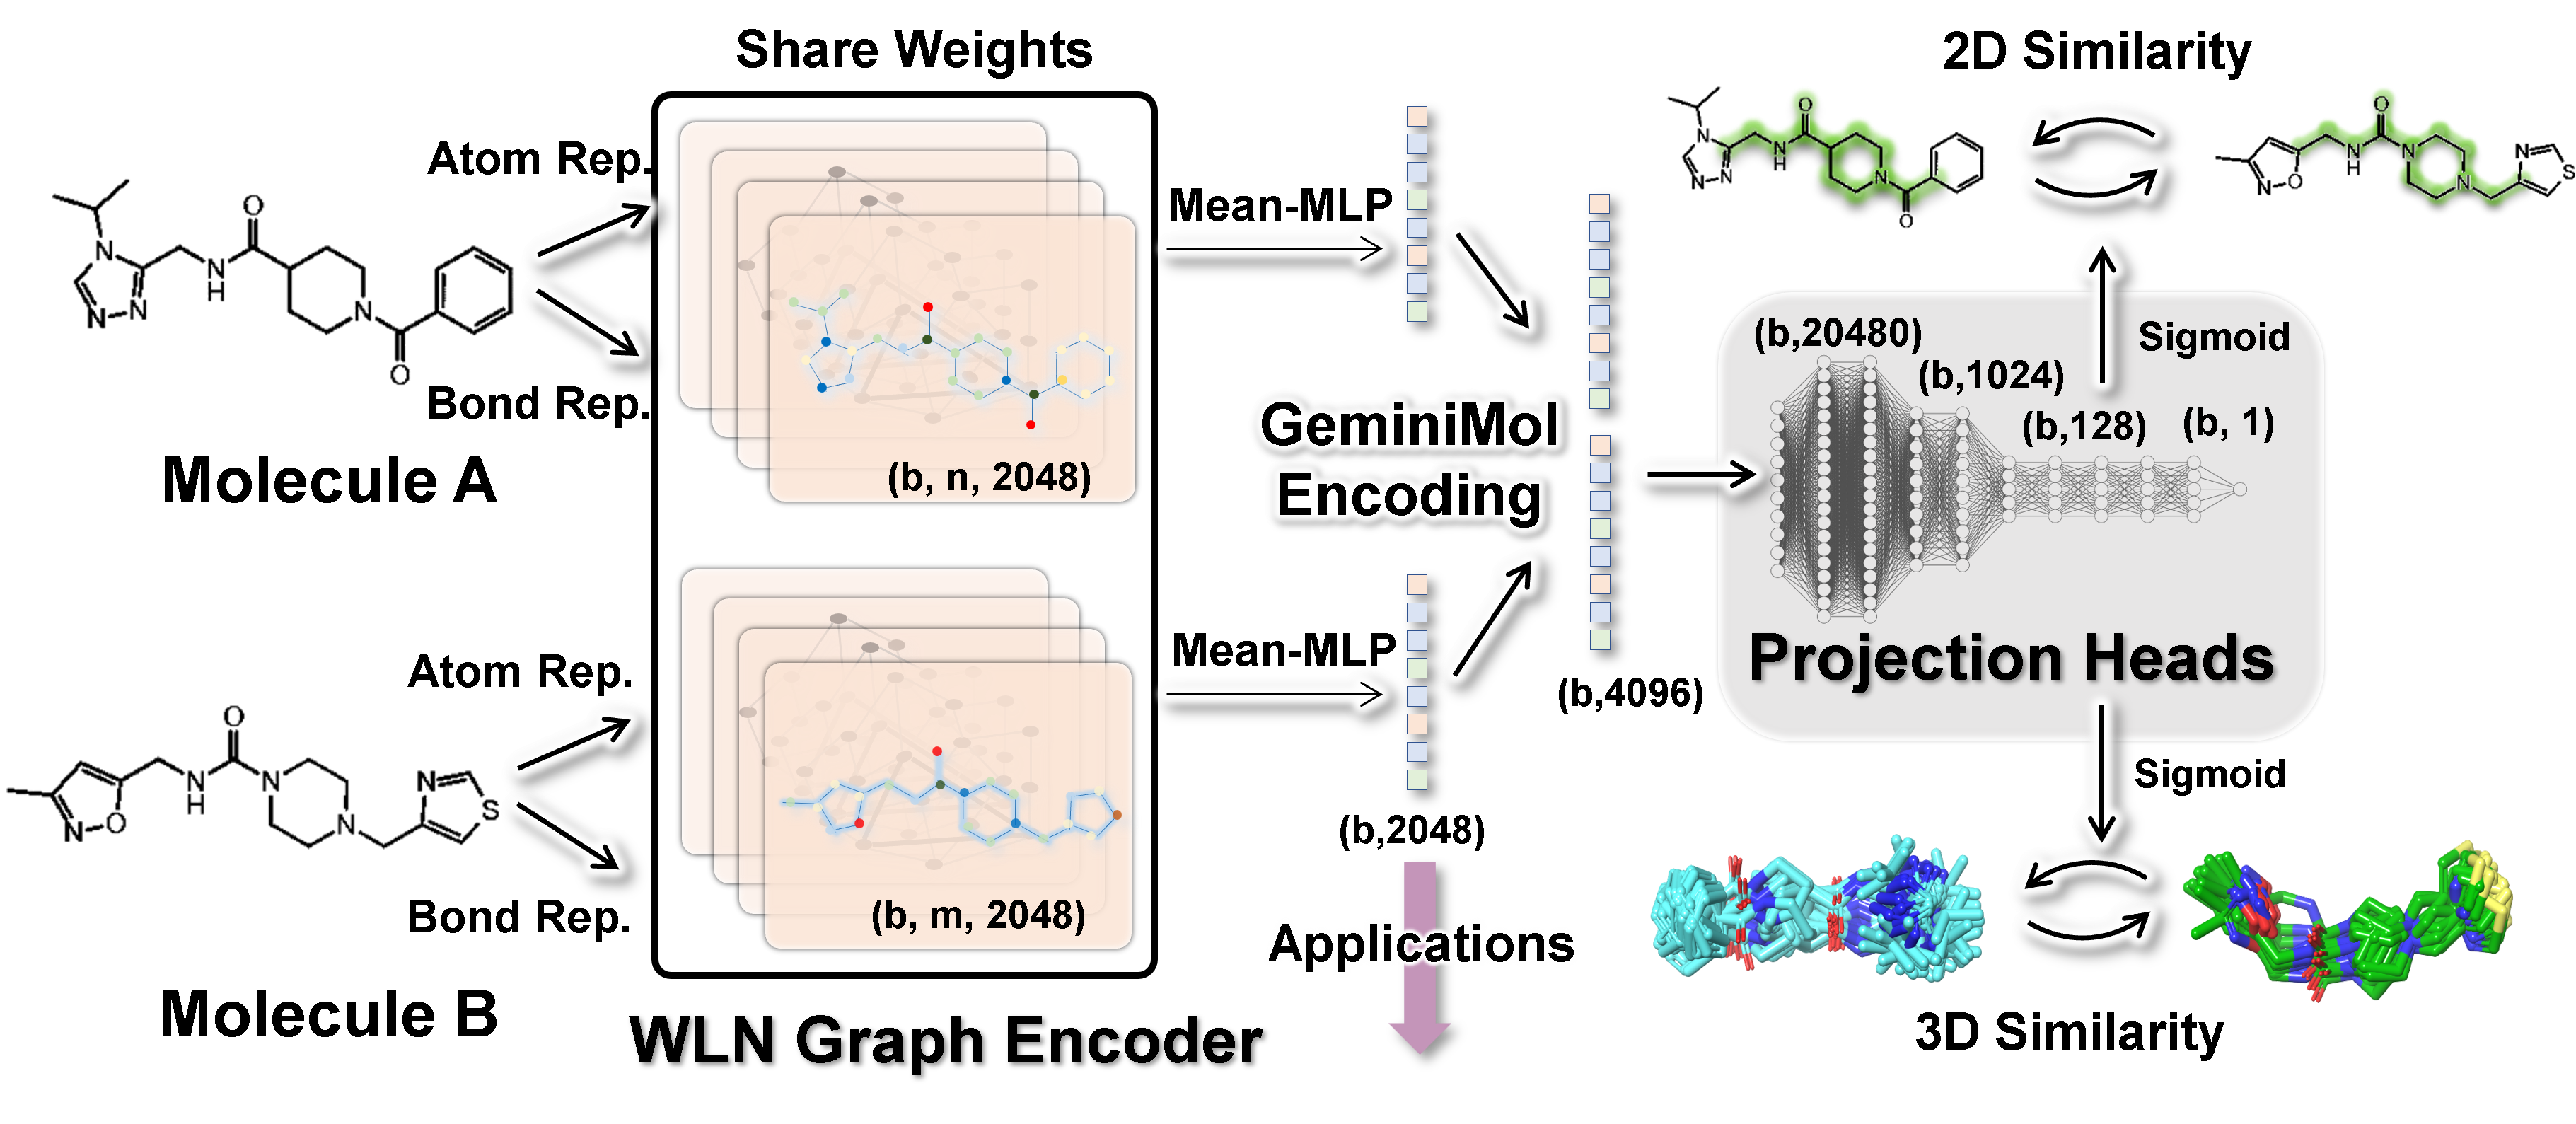 Share Weights
2D Similarity
Atom Rep.
Bond Rep.
Molecule A
N
N
N
N
H
O
N
O
(b, n, 2048)
Mean-MLP
GeminiMol
Encoding
Atom Rep.
Bond Rep.
Molecule B
N
O
N
H
O
N
N
N
S
(b, m, 2048)
WLN Graph Encoder
Mean-MLP
(b,2048)
Applications
(b,4096)
N
N
N
N
H
O
N
O
N
O
N
H
O
N
N
N
S
(b,20480)
(b,1024)
(b,128)
(b, 1)
Sigmoid
Projection Heads
Sigmoid
3D Similarity